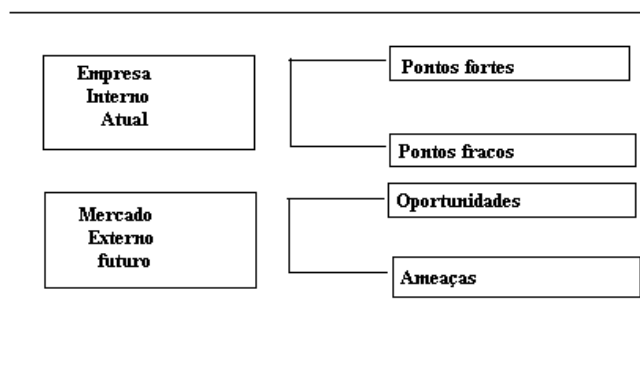 Empresa
Interno
Atual
Pontos fortes
Pontos fracos
Mercado
Externo
futuro
Oportunidades
Ameaças